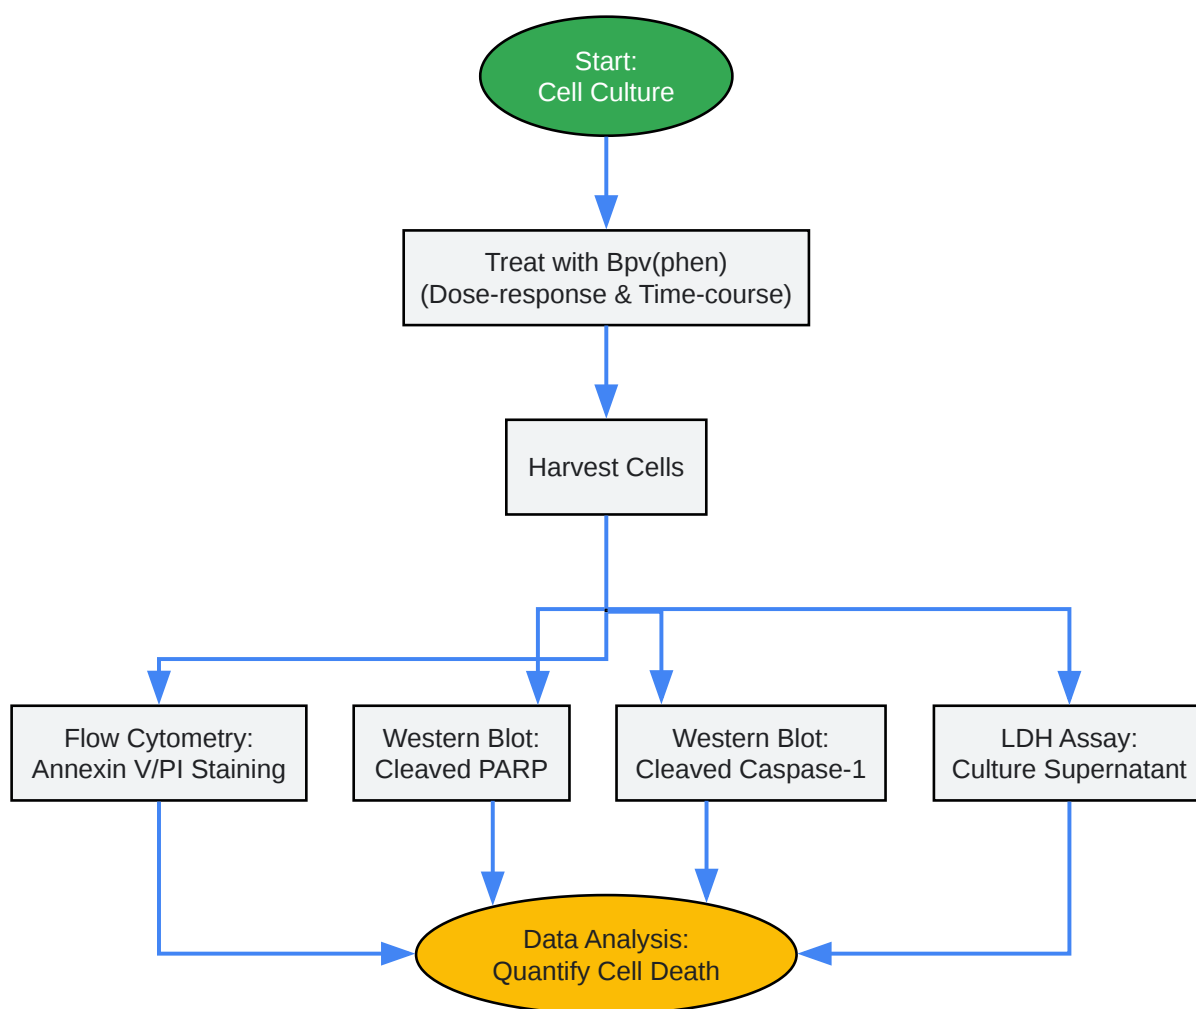 Start:
Cell Culture
Treat with Bpv(phen)
(Dose-response & Time-course)
Harvest Cells
Flow Cytometry:
Annexin V/PI Staining
Western Blot:
Cleaved PARP
Western Blot:
Cleaved Caspase-1
LDH Assay:
Culture Supernatant
Data Analysis:
Quantify Cell Death